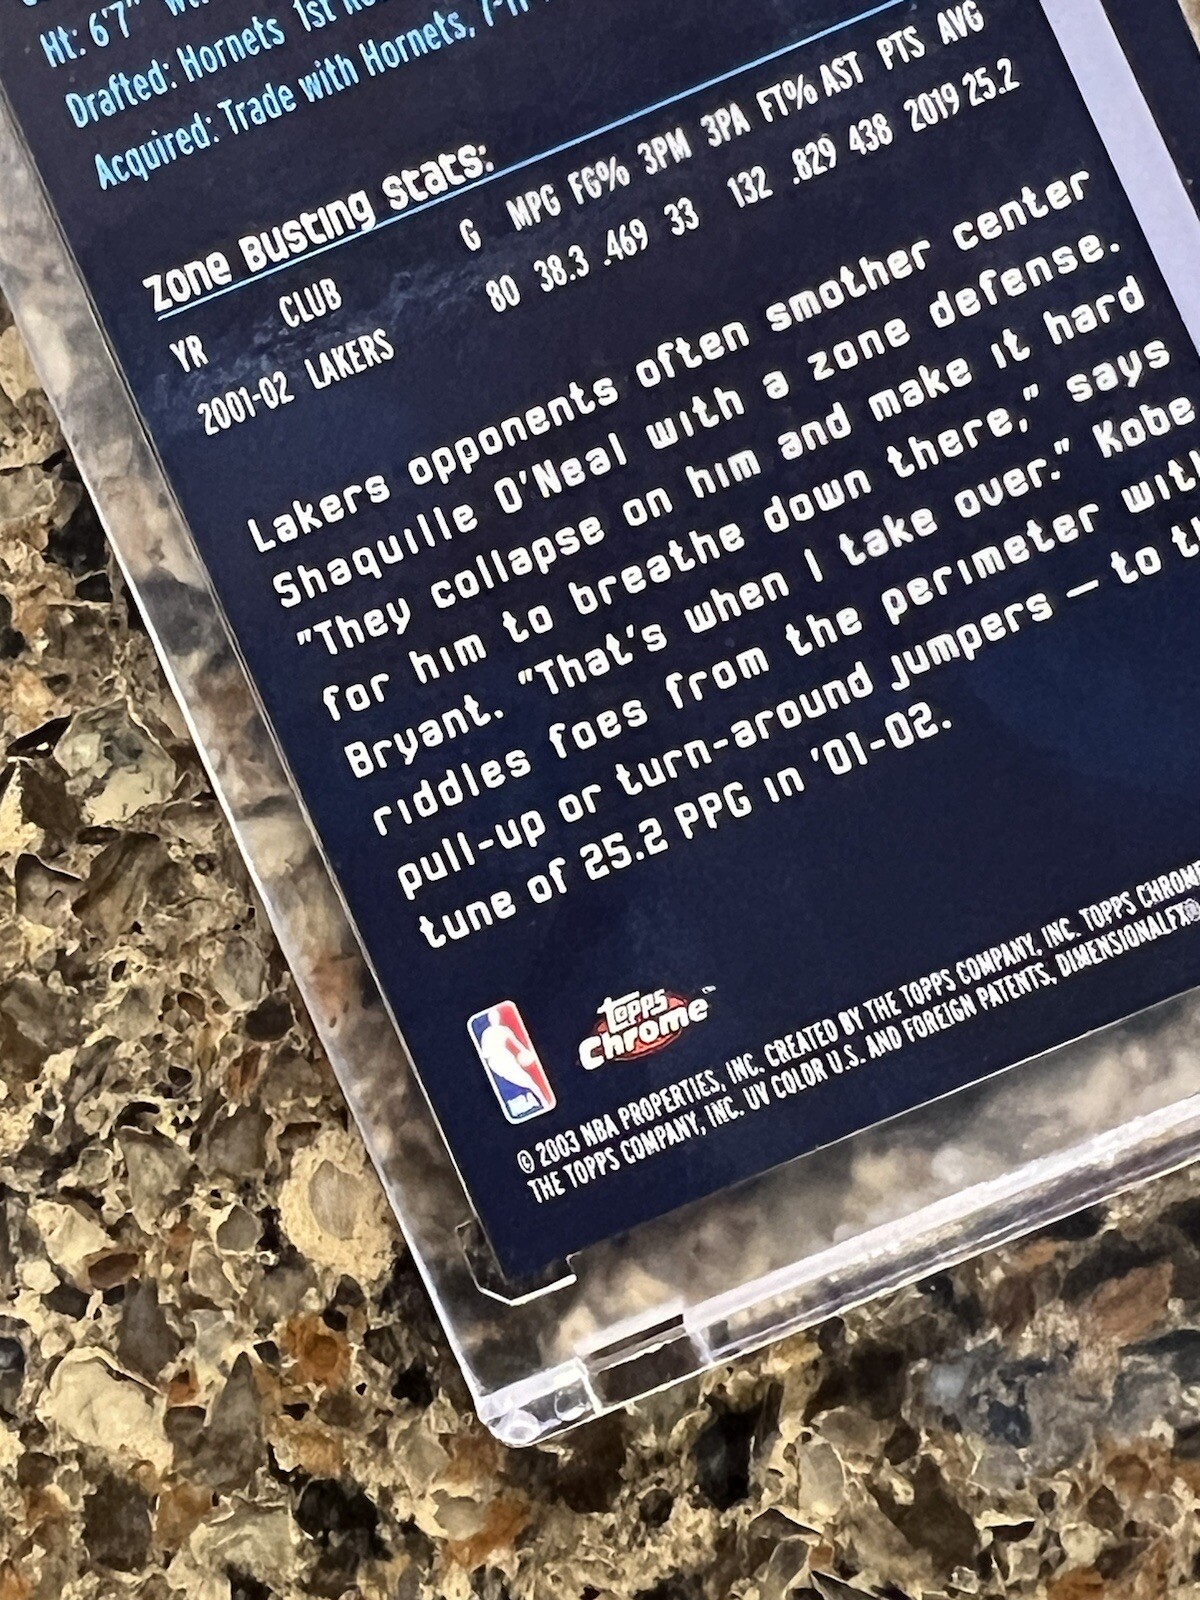 Ht: 6'7"
Drafted: Hornets 1st
Acquired: Trade with Hornets,
Zone Busting Stats:
YR CLUB G MPG FG% 3PM 3PA FT% AST PTS AVG
2001-02 LAKERS 80 38.3 .469 33 132 .829 438 2019 25.2
Lakers opponents often smother center
Shaquille O'Neal with a zone defense.
"They collapse on him and make it hard
for him to breathe down there," says
Bryant. "That's when I take over." Kobe
riddles foes from the perimeter
pull-up or turn-around jumpers — to
tune of 25.2 PPG in '01-02.
NBA
Topps
Chrome™
© 2003 NBA PROPERTIES, INC. CREATED BY THE TOPPS COMPANY, INC. TOPPS CHROME
THE TOPPS COMPANY, INC. UV COLOR U.S. AND FOREIGN PATENTS, DIMENSIONALFX®